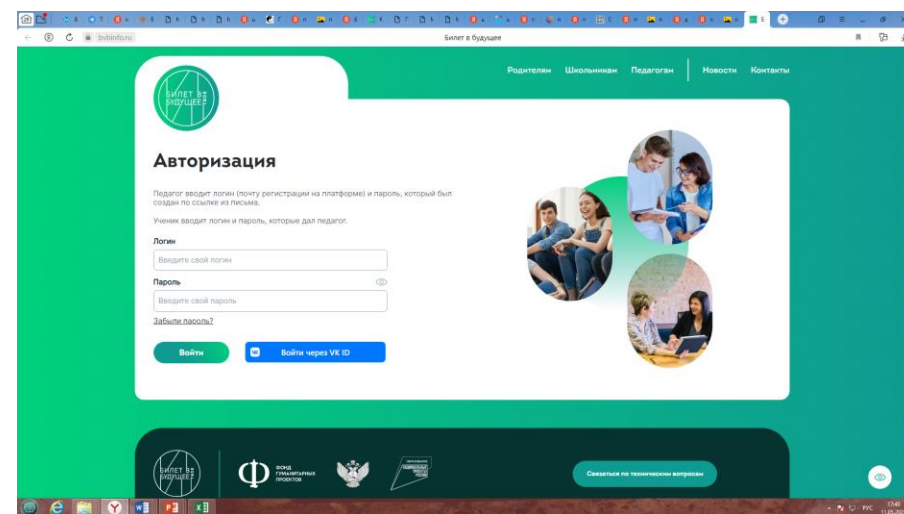 bvbinfo.ru
Билет в будущее
Родителям Школьникам Педагогам Новости Контакты
БИЛЕТ В
БУДУЩЕЕ
Авторизация
Педагог вводит логин (почту регистрации на платформе) и пароль, который был
создан по ссылке из письма.
Ученик вводит логин и пароль, которые дал педагог.
Логин
Введите свой логин
Пароль
Введите свой пароль
Забыли пароль?
Войти
Войти через VK ID
БИЛЕТ В
БУДУЩЕЕ
ФОНД
ГУМАНИТАРНЫХ
ПРОЕКТОВ
Связаться по техническим вопросам
РУС
17:45